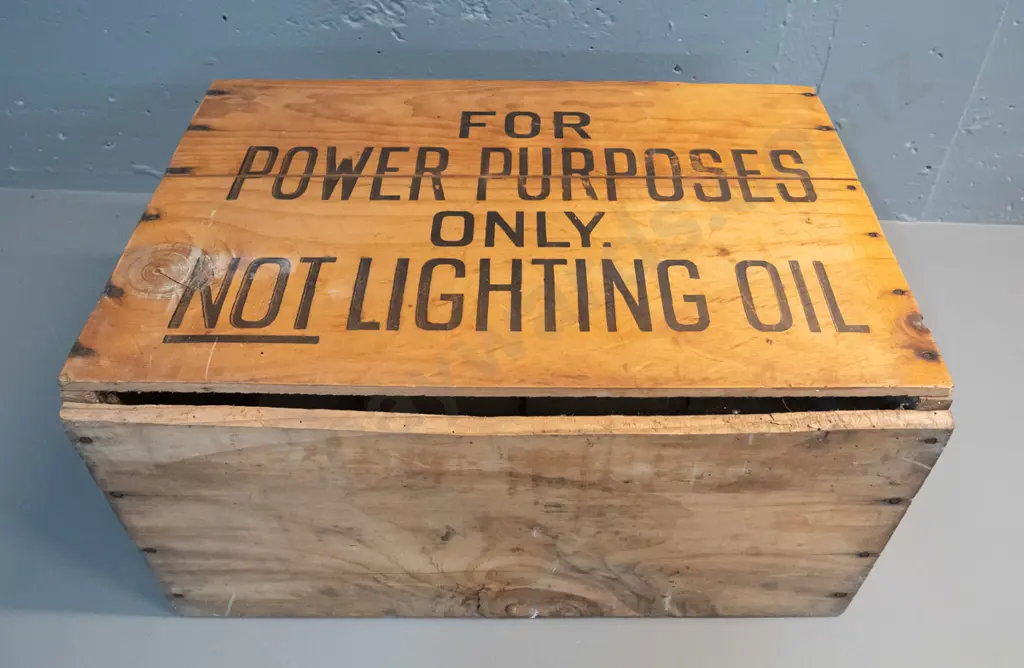 FOR
POWER PURPOSES
ONLY.
NOT LIGHTING OIL